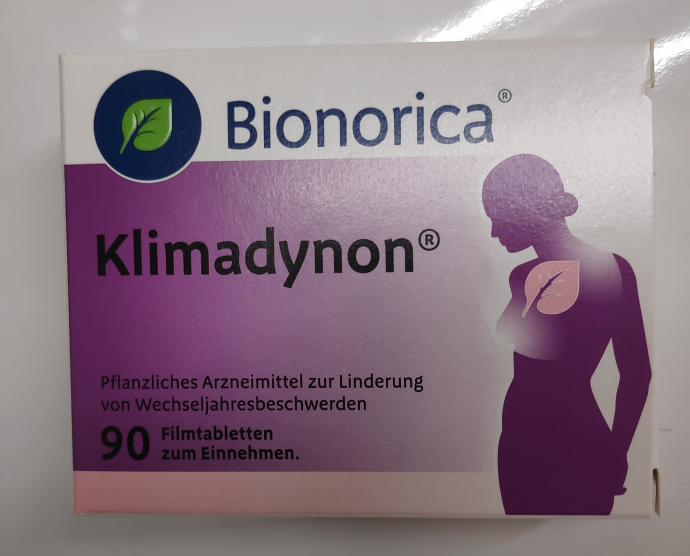 Bionorica®
Klimadynon®
Pflanzliches Arzneimittel zur Linderung
von Wechseljahresbeschwerden
90 Filmtabletten
zum Einnehmen.